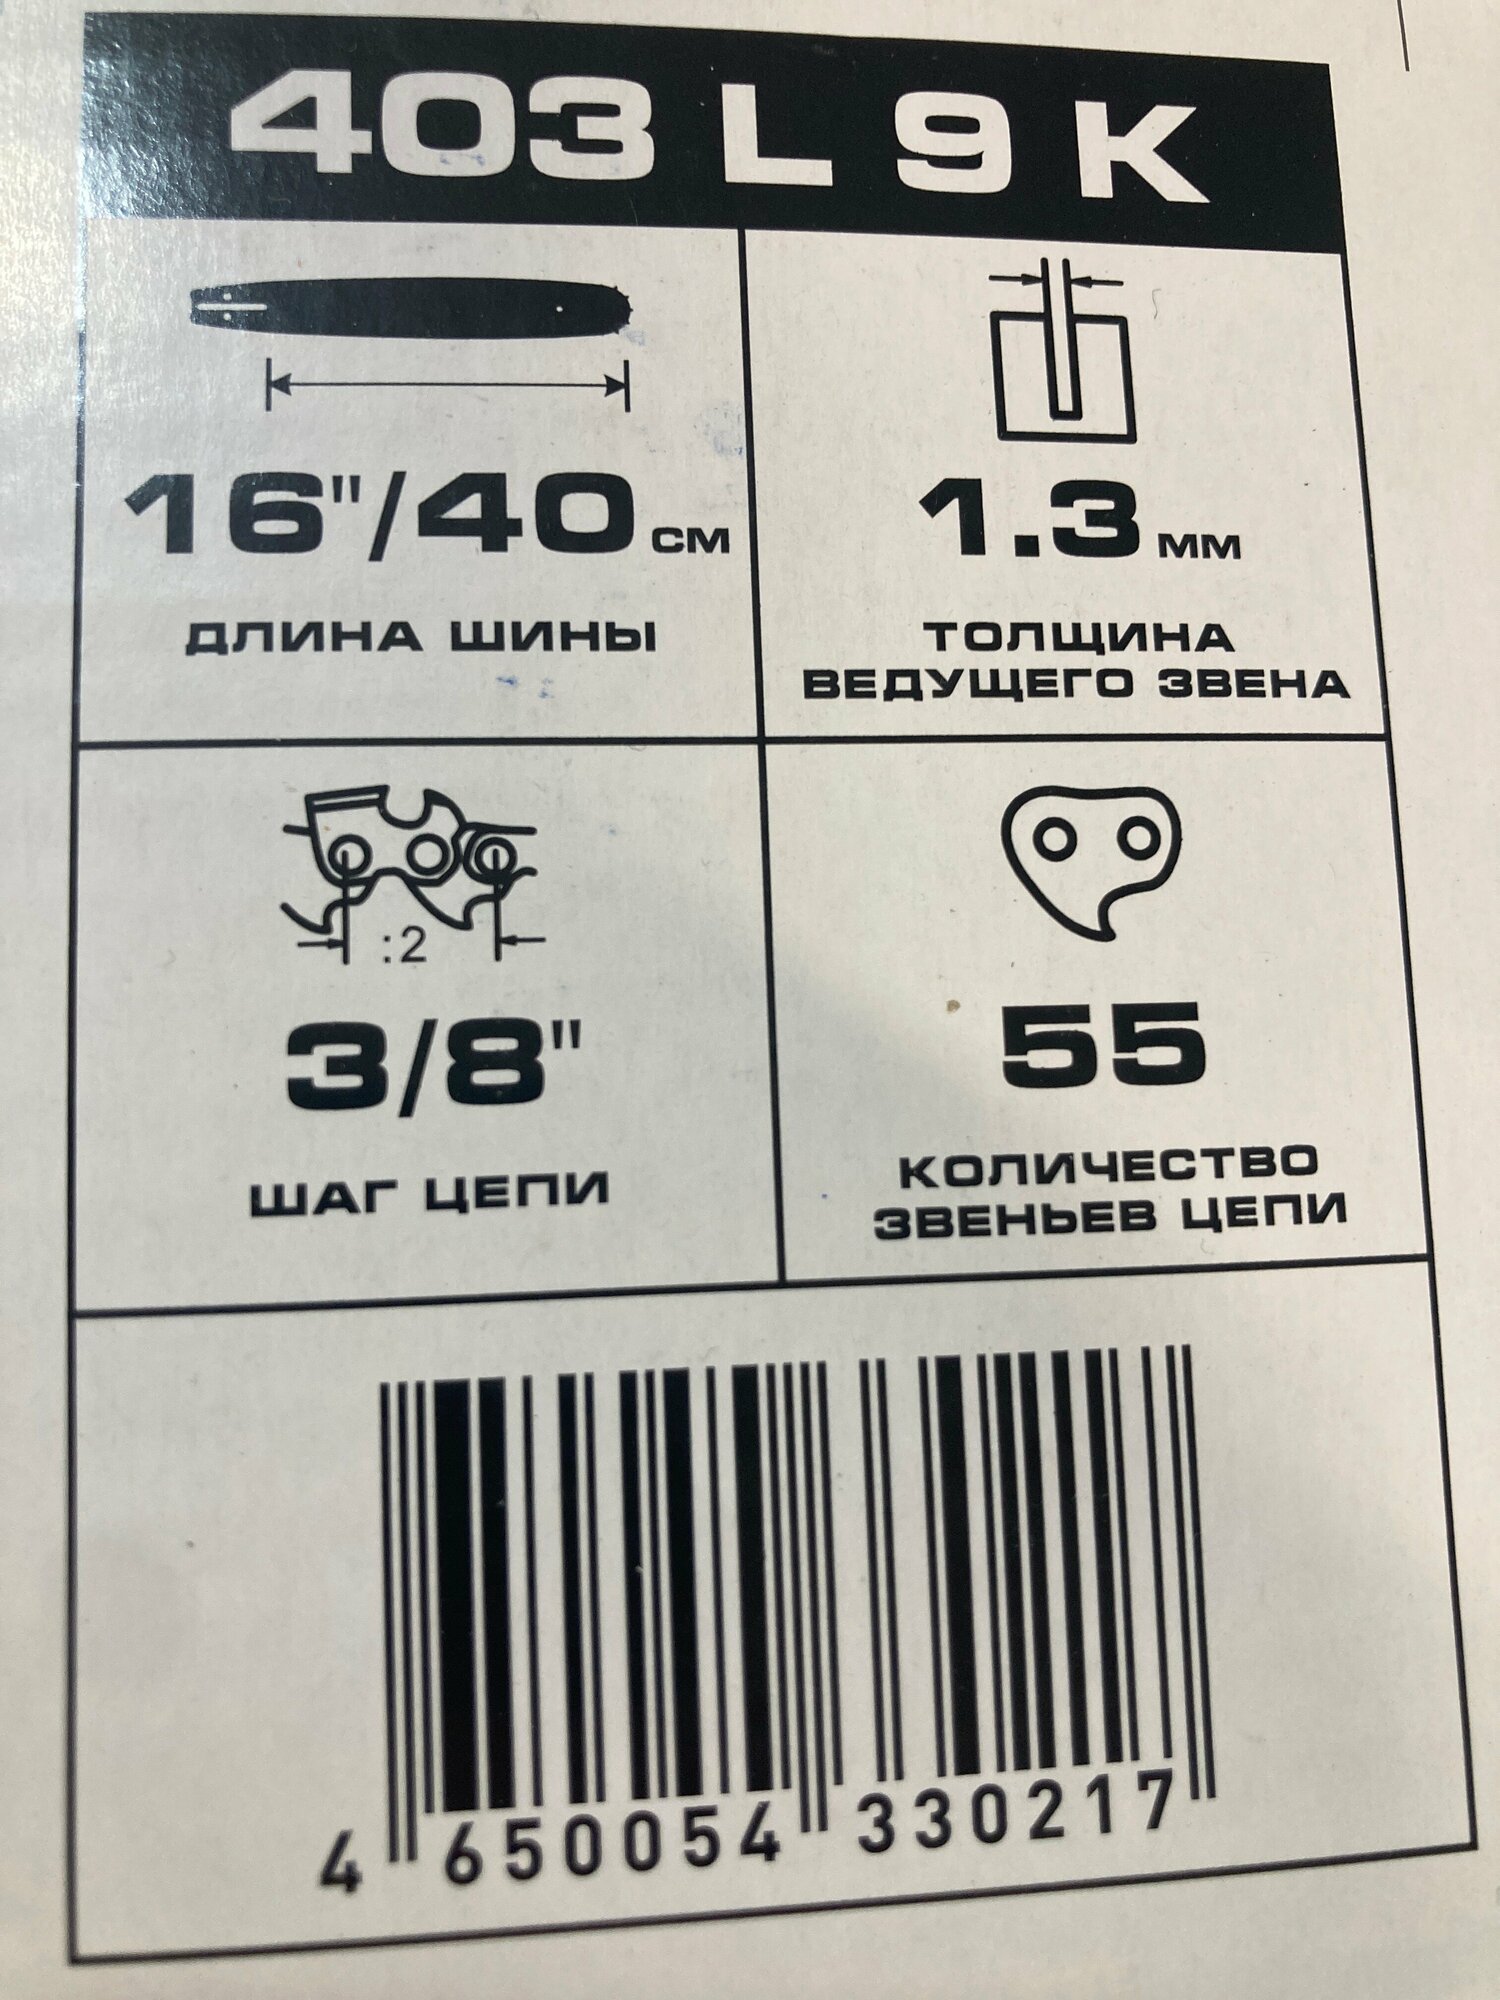 403 L 9 K
16"/40 см
ДЛИНА ШИНЫ
1.3 мм
ТОЛЩИНА
ВЕДУЩЕГО ЗВЕНА
:2
3/8"
ШАГ ЦЕПИ
55
КОЛИЧЕСТВО
ЗВЕНЬЕВ ЦЕПИ
4 650054 330217